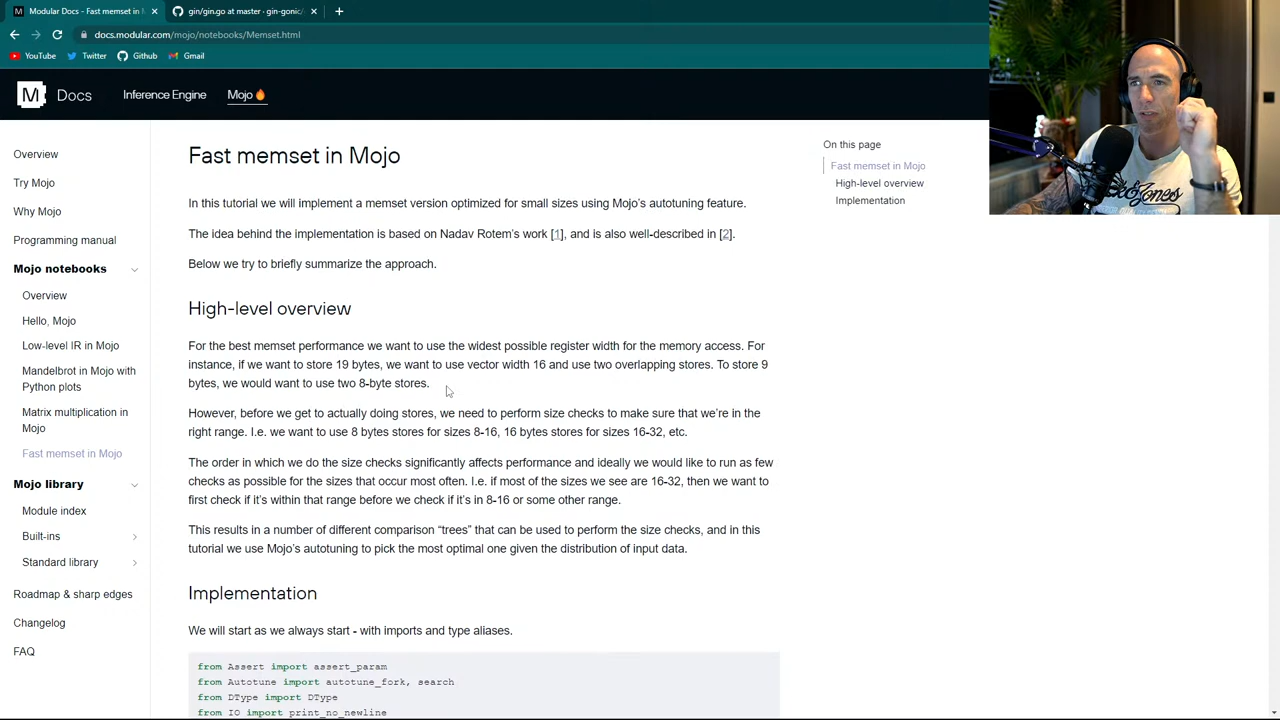 Modular Docs - Fast memset in
gin/gin.go at master · gin-gonic/
docs.modular.com/mojo/notebooks/Memset.html
YouTube
Twitter
Github
Gmail
M
Docs
Inference Engine
Mojo🔥
Overview
Try Mojo
Why Mojo
Programming manual
Mojo notebooks
Overview
Hello, Mojo
Low-level IR in Mojo
Mandelbrot in Mojo with
Python plots
Matrix multiplication in
Mojo
Fast memset in Mojo
Mojo library
Module index
Built-ins
Standard library
Roadmap & sharp edges
Changelog
FAQ
Fast memset in Mojo
In this tutorial we will implement a memset version optimized for small sizes using Mojo's autotuning feature.
The idea behind the implementation is based on Nadav Rotem's work [1], and is also well-described in [2].
Below we try to briefly summarize the approach.
High-level overview
For the best memset performance we want to use the widest possible register width for the memory access. For
instance, if we want to store 19 bytes, we want to use vector width 16 and use two overlapping stores. To store 9
bytes, we would want to use two 8-byte stores.
However, before we get to actually doing stores, we need to perform size checks to make sure that we're in the
right range. I.e. we want to use 8 bytes stores for sizes 8-16, 16 bytes stores for sizes 16-32, etc.
The order in which we do the size checks significantly affects performance and ideally we would like to run as few
checks as possible for the sizes that occur most often. I.e. if most of the sizes we see are 16-32, then we want to
first check if it's within that range before we check if it's in 8-16 or some other range.
This results in a number of different comparison “trees” that can be used to perform the size checks, and in this
tutorial we use Mojo's autotuning to pick the most optimal one given the distribution of input data.
Implementation
We will start as we always start - with imports and type aliases.
from Assert import assert_param
from Autotune import autotune_fork, search
from DType import DType
from IO import print_no_newline
On this page
Fast memset in Mojo
High-level overview
Implementation